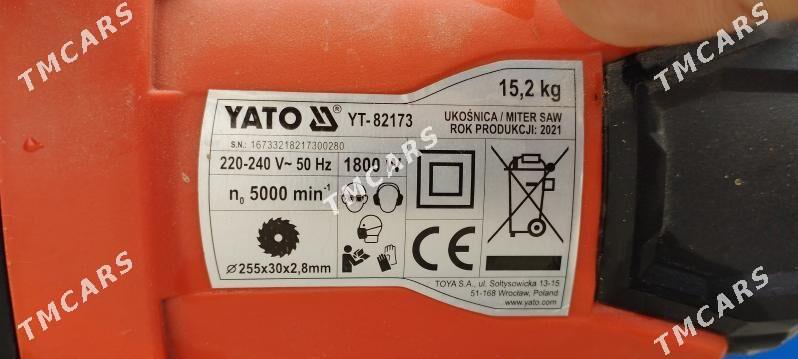 15,2 kg
YATO ® YT-82173
UKOŚNICA / MITER SAW
ROK PRODUKCJI: 2021
S.N.: 16733218217300280
220-240 V~ 50 Hz 1800 W
n₀ 5000 min⁻¹
CE
Ø255x30x2,8mm
TOYA S.A., ul. Sołtysowicka 13-15
51-168 Wrocław, Poland
www.yato.com
TMCARS
TMCARS
TMCARS
TMCARS
TMCARS
TMCARS